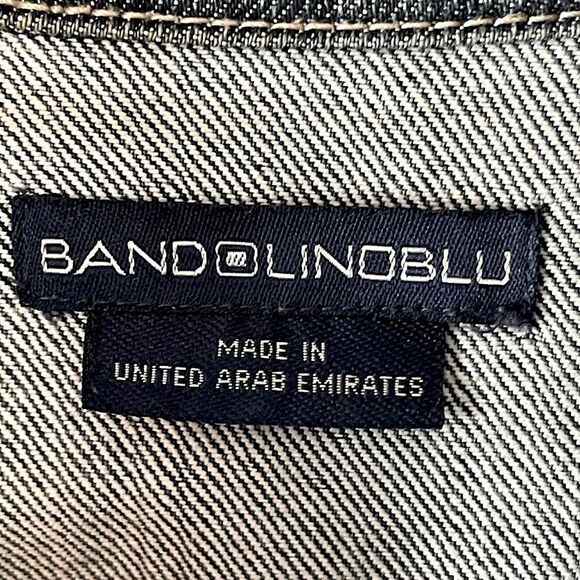 BANDOLINOBLU
MADE IN
UNITED ARAB EMIRATES